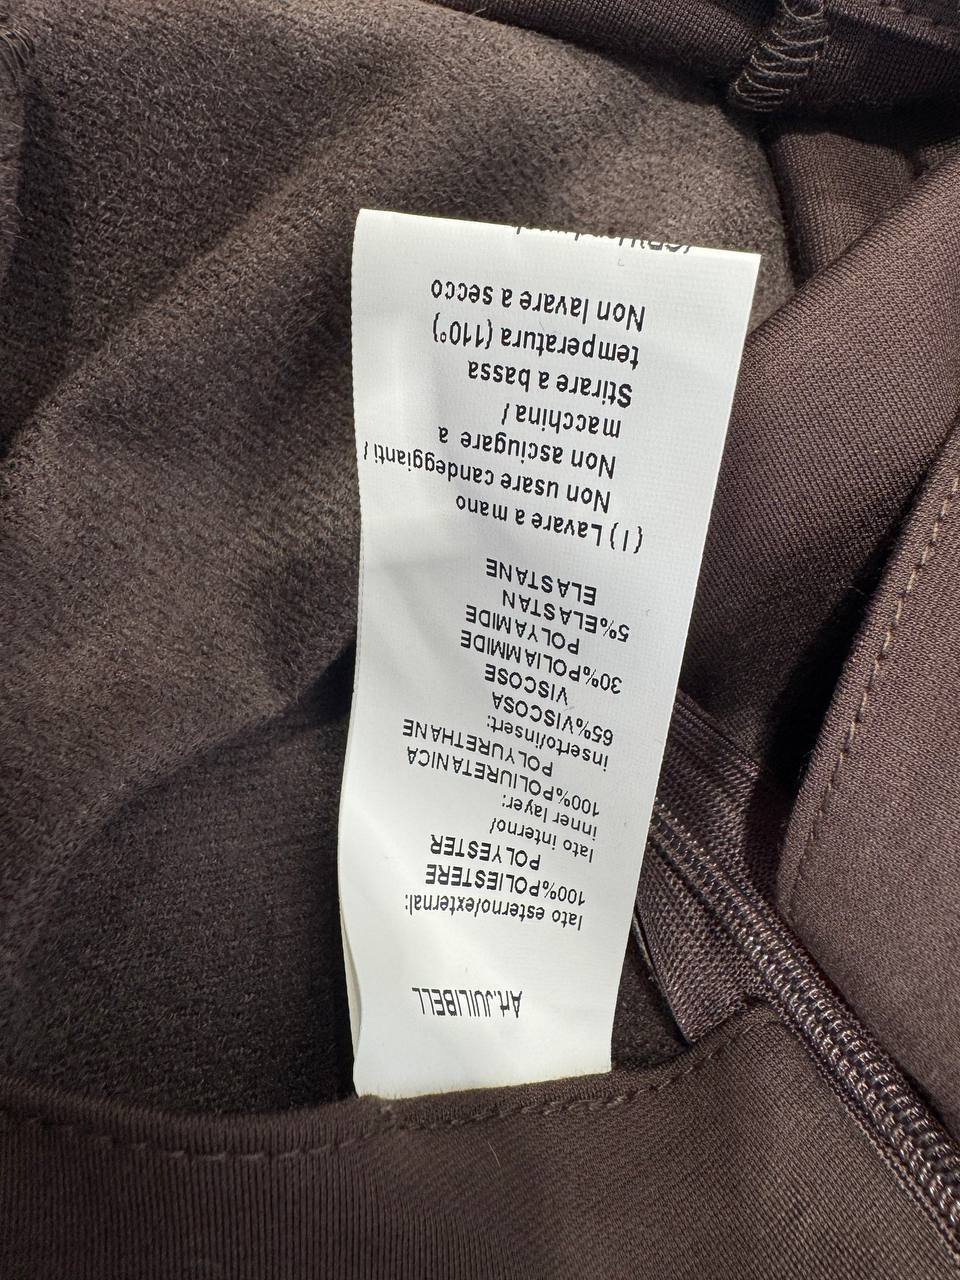 Art.JUILIBELL
lato esterno/external:
100%POLIESTERE
POLYESTER
lato interno/
inner layer:
100%POLIURETANICA
POLYURETHANE
inserto/insert:
65%VISCOSA
VISCOSE
30%POLIAMMIDE
POLYAMIDE
5%ELASTAN
ELASTANE
( I ) Lavare a mano
Non usare candeggianti /
Non asciugare a
macchina /
Stirare a bassa
temperatura (110°)
Non lavare a secco